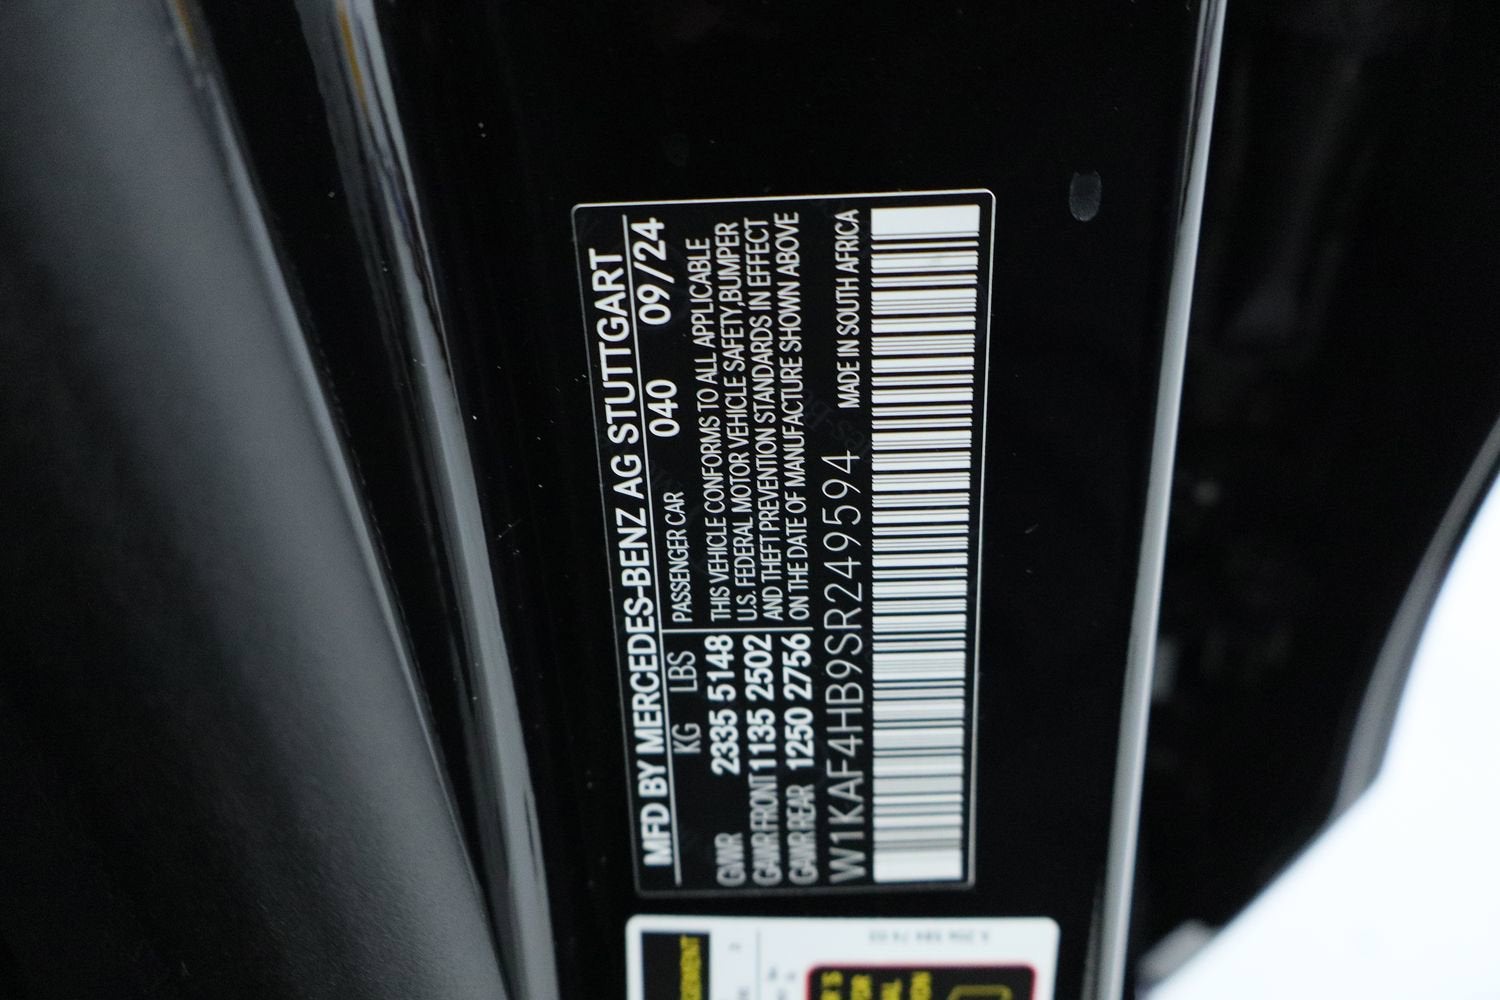 MFD BY MERCEDES-BENZ AG STUTTGART
040 09/24
KG LBS PASSENGER CAR
GVWR 2335 5148
GAWR FRONT 1135 2502
GAWR REAR 1250 2756
THIS VEHICLE CONFORMS TO ALL APPLICABLE
U.S. FEDERAL MOTOR VEHICLE SAFETY,BUMPER
AND THEFT PREVENTION STANDARDS IN EFFECT
ON THE DATE OF MANUFACTURE SHOWN ABOVE
W1KAF4HB9SR249594 MADE IN SOUTH AFRICA